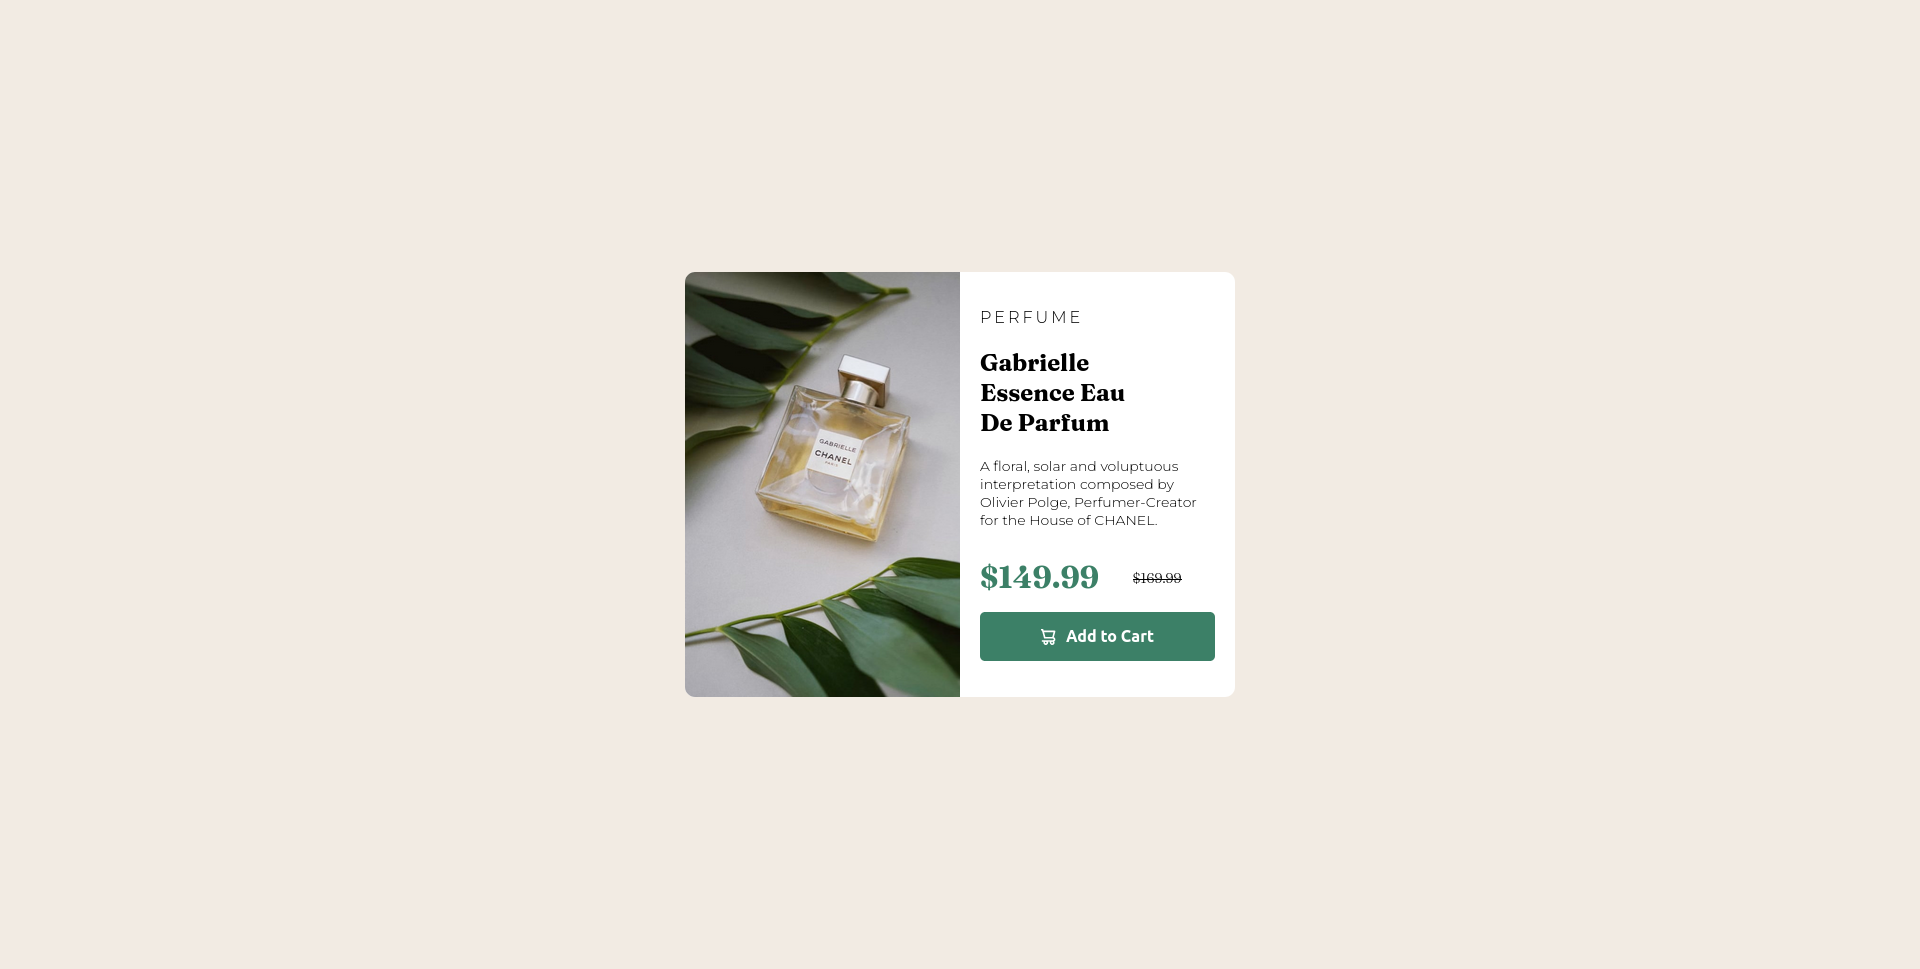 GABRIELLE
CHANEL
PARIS
PERFUME
Gabrielle
Essence Eau
De Parfum
A floral, solar and voluptuous
interpretation composed by
Olivier Polge, Perfumer-Creator
for the House of CHANEL.
$149.99 $169.99
Add to Cart